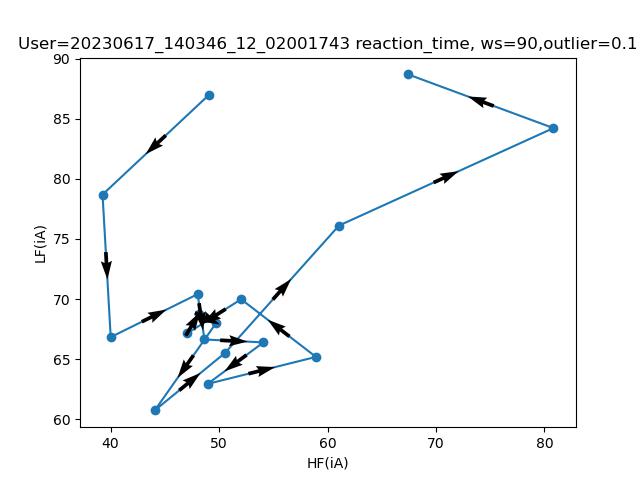 User=20230617_140346_12_02001743 reaction_time, ws=90,outlier=0.1
90
85
80
75
70
65
60
LF(iA)
40 50 60 70 80
HF(iA)